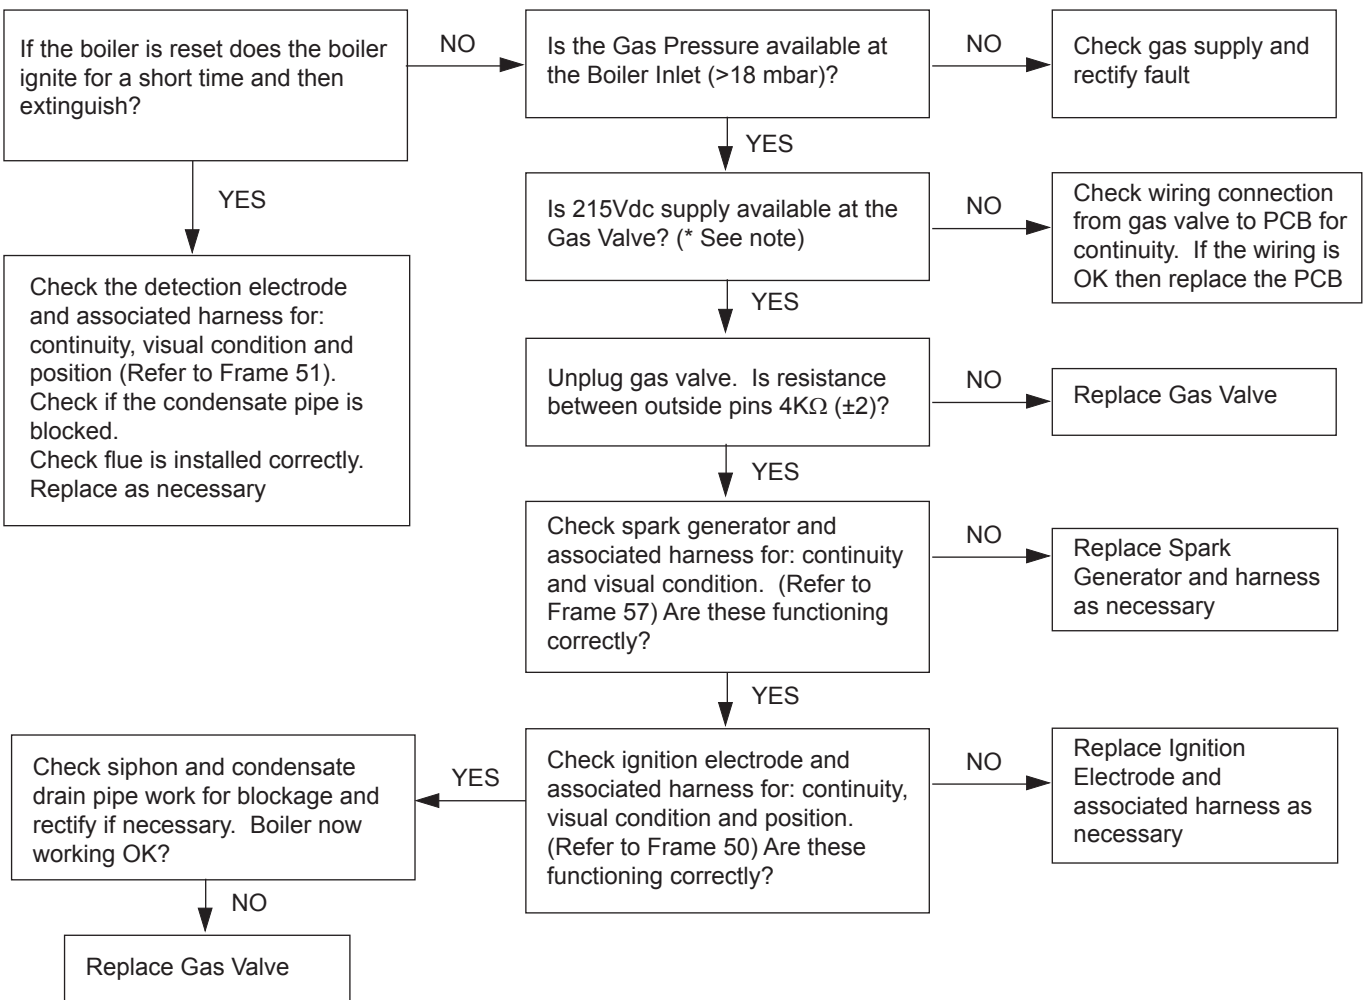 If the boiler is reset does the boiler
ignite for a short time and then
extinguish?
NO
Is the Gas Pressure available at
the Boiler Inlet (>18 mbar)?
NO
Check gas supply and
rectify fault
YES
YES
Is 215Vdc supply available at the
Gas Valve? (* See note)
NO
Check wiring connection
from gas valve to PCB for
continuity.  If the wiring is
OK then replace the PCB
Check the detection electrode
and associated harness for:
continuity, visual condition and
position (Refer to Frame 51).
Check if the condensate pipe is
blocked.
Check flue is installed correctly.
Replace as necessary
YES
Unplug gas valve.  Is resistance
between outside pins 4KΩ (±2)?
NO
Replace Gas Valve
YES
Check spark generator and
associated harness for: continuity
and visual condition.  (Refer to
Frame 57) Are these functioning
correctly?
NO
Replace Spark
Generator and harness
as necessary
YES
Check ignition electrode and
associated harness for: continuity,
visual condition and position.
(Refer to Frame 50) Are these
functioning correctly?
NO
Replace Ignition
Electrode and
associated harness as
necessary
YES
Check siphon and condensate
drain pipe work for blockage and
rectify if necessary.  Boiler now
working OK?
NO
Replace Gas Valve